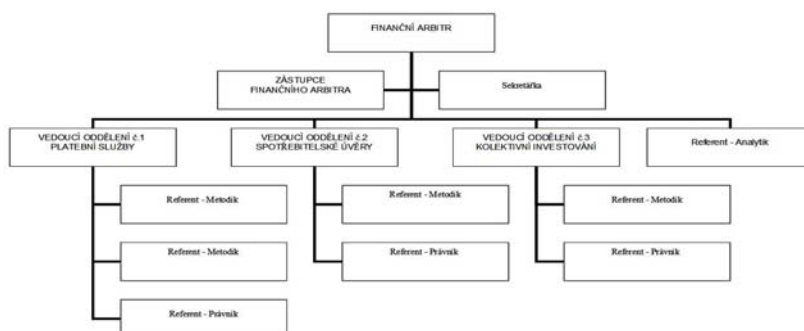 FINANČNÍ ARBITR
ZÁSTUPCE
FINANČNÍHO ARBITRA
Sekretářka
VEDOUCÍ ODDĚLENÍ č.1
PLATEBNÍ SLUŽBY
VEDOUCÍ ODDĚLENÍ č.2
SPOTŘEBITELSKÉ ÚVĚRY
VEDOUCÍ ODDĚLENÍ č.3
KOLEKTIVNÍ INVESTOVÁNÍ
Referent - Analytik
Referent - Metodik
Referent - Metodik
Referent - Metodik
Referent - Metodik
Referent - Právník
Referent - Právník
Referent - Právník